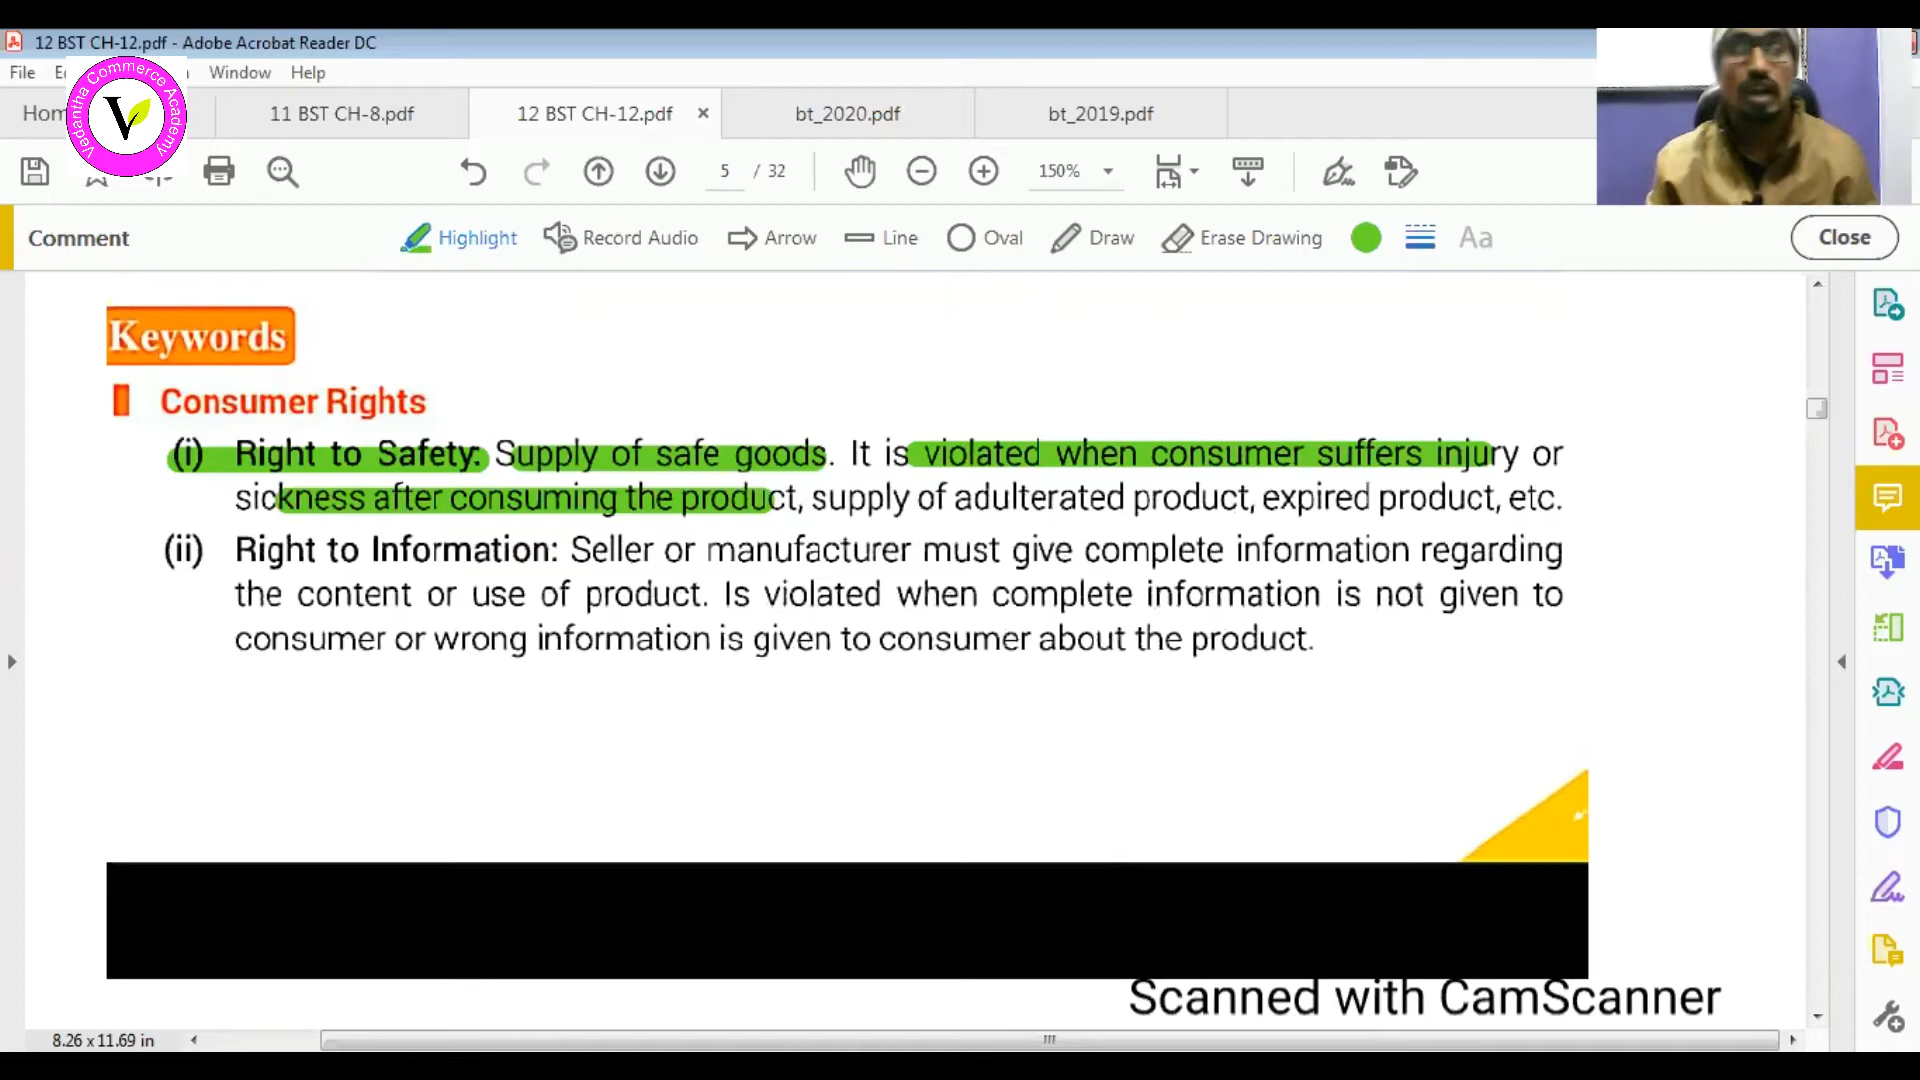 12 BST CH-12.pdf - Adobe Acrobat Reader DC
File Window Help
Vedantha Commerce Academy
V
11 BST CH-8.pdf 12 BST CH-12.pdf × bt_2020.pdf bt_2019.pdf
5 / 32 150%
Comment Highlight Record Audio Arrow Line Oval Draw Erase Drawing Aa Close
Keywords
Consumer Rights
(i) Right to Safety: Supply of safe goods. It is violated when consumer suffers injury or
sickness after consuming the product, supply of adulterated product, expired product, etc.
(ii) Right to Information: Seller or manufacturer must give complete information regarding
the content or use of product. Is violated when complete information is not given to
consumer or wrong information is given to consumer about the product.
Scanned with CamScanner
8.26 x 11.69 in